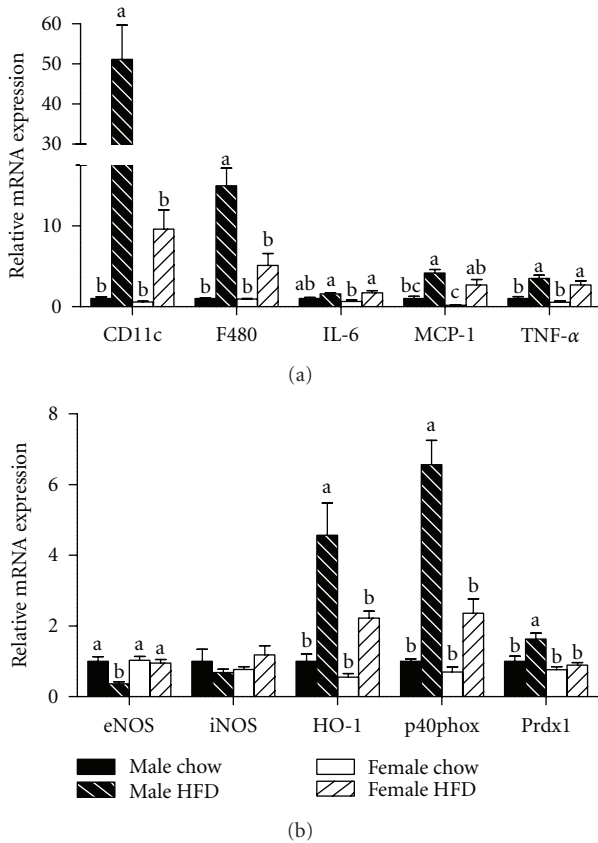 (a)
Relative mRNA expression
60
50
40
30
10
0
a
b
b
b
b
a
b
b
ab
a
b
a
bc
a
c
ab
b
a
b
a
CD11c F480 IL-6 MCP-1 TNF-α
(a)
Relative mRNA expression
8
6
4
2
0
a
b
a
a
b
a
b
b
b
a
b
b
b
a
b
b
eNOS iNOS HO-1 p40phox Prdx1
Male chow Female chow
Male HFD Female HFD
(b)